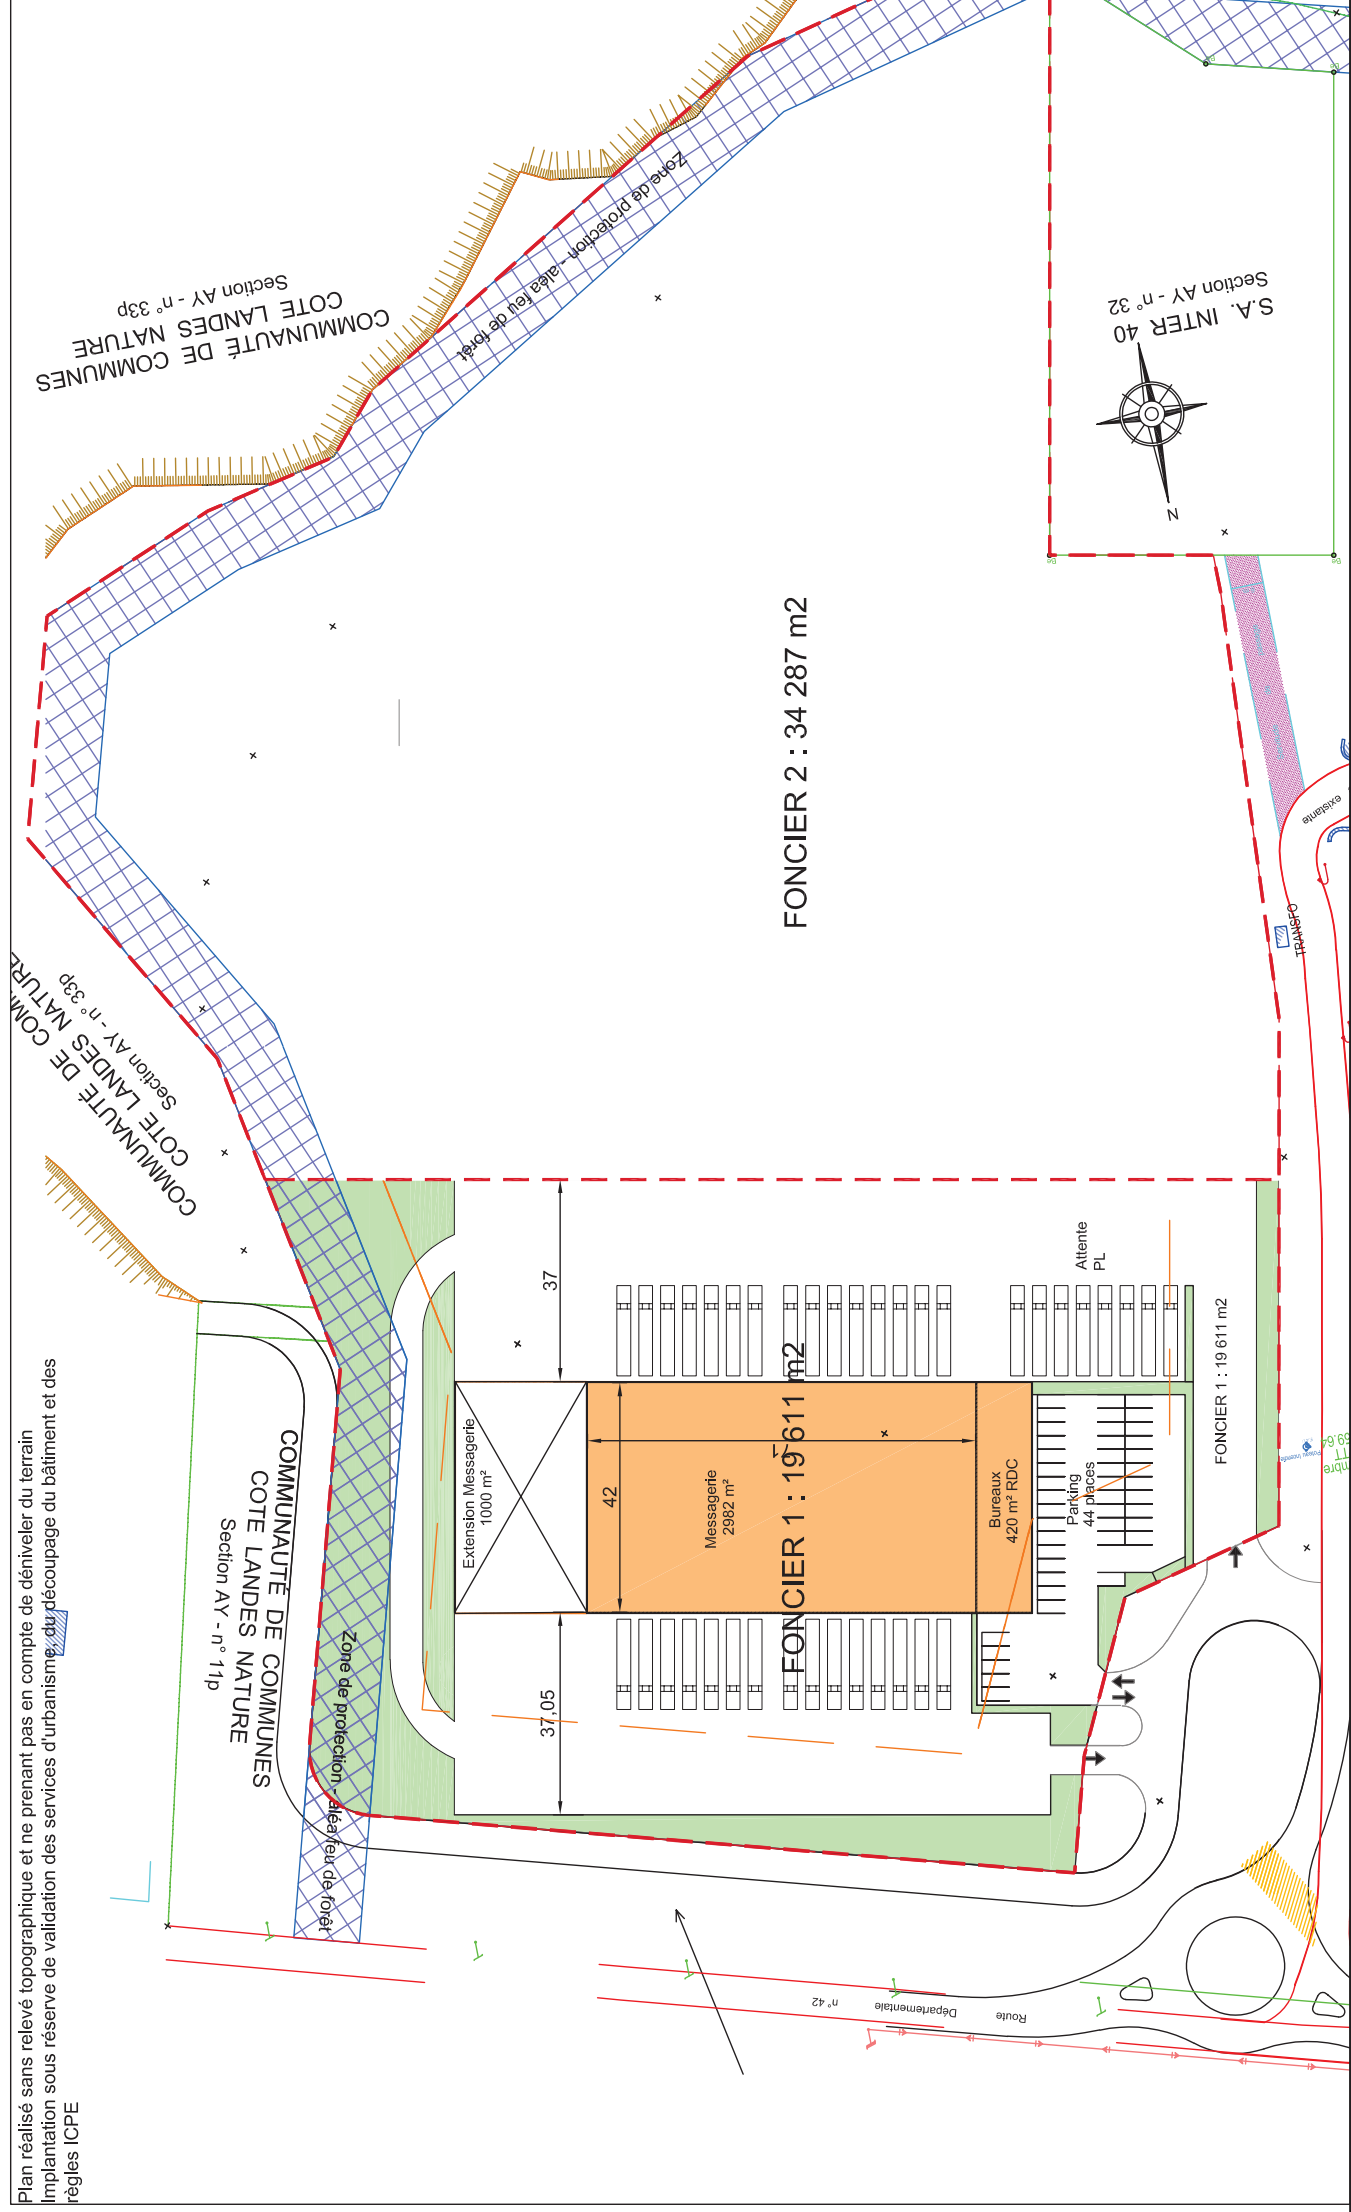 Plan réalisé sans relevé topographique et ne prenant pas en compte de déniveler du terrain
Implantation sous réserve de validation des services d'urbanisme, du découpage du bâtiment et des
règles ICPE
COMMUNAUTÉ DE COMMUNES
COTE LANDES NATURE
Section AY - n° 33p
Zone de protection - aléa feu de forêt
S.A. INTER 40
Section AY - n° 32
N
FONCIER 2 : 34 287 m2
existante
TRANSFO
COMMUNAUTÉ DE COM
COTE LANDES NATURE
Section AY - n° 33p
COMMUNAUTÉ DE COMMUNES
COTE LANDES NATURE
Section AY - n° 11p
Zone de protection - aléa feu de forêt
37
42
37,05
Extension Messagerie
1000 m²
Messagerie
2982 m²
FONCIER 1 : 19 611 m2
Bureaux
420 m² RDC
Parking
44 places
Attente
PL
FONCIER 1 : 19 611 m2
Poteau incendie
Route Départementale n° 42